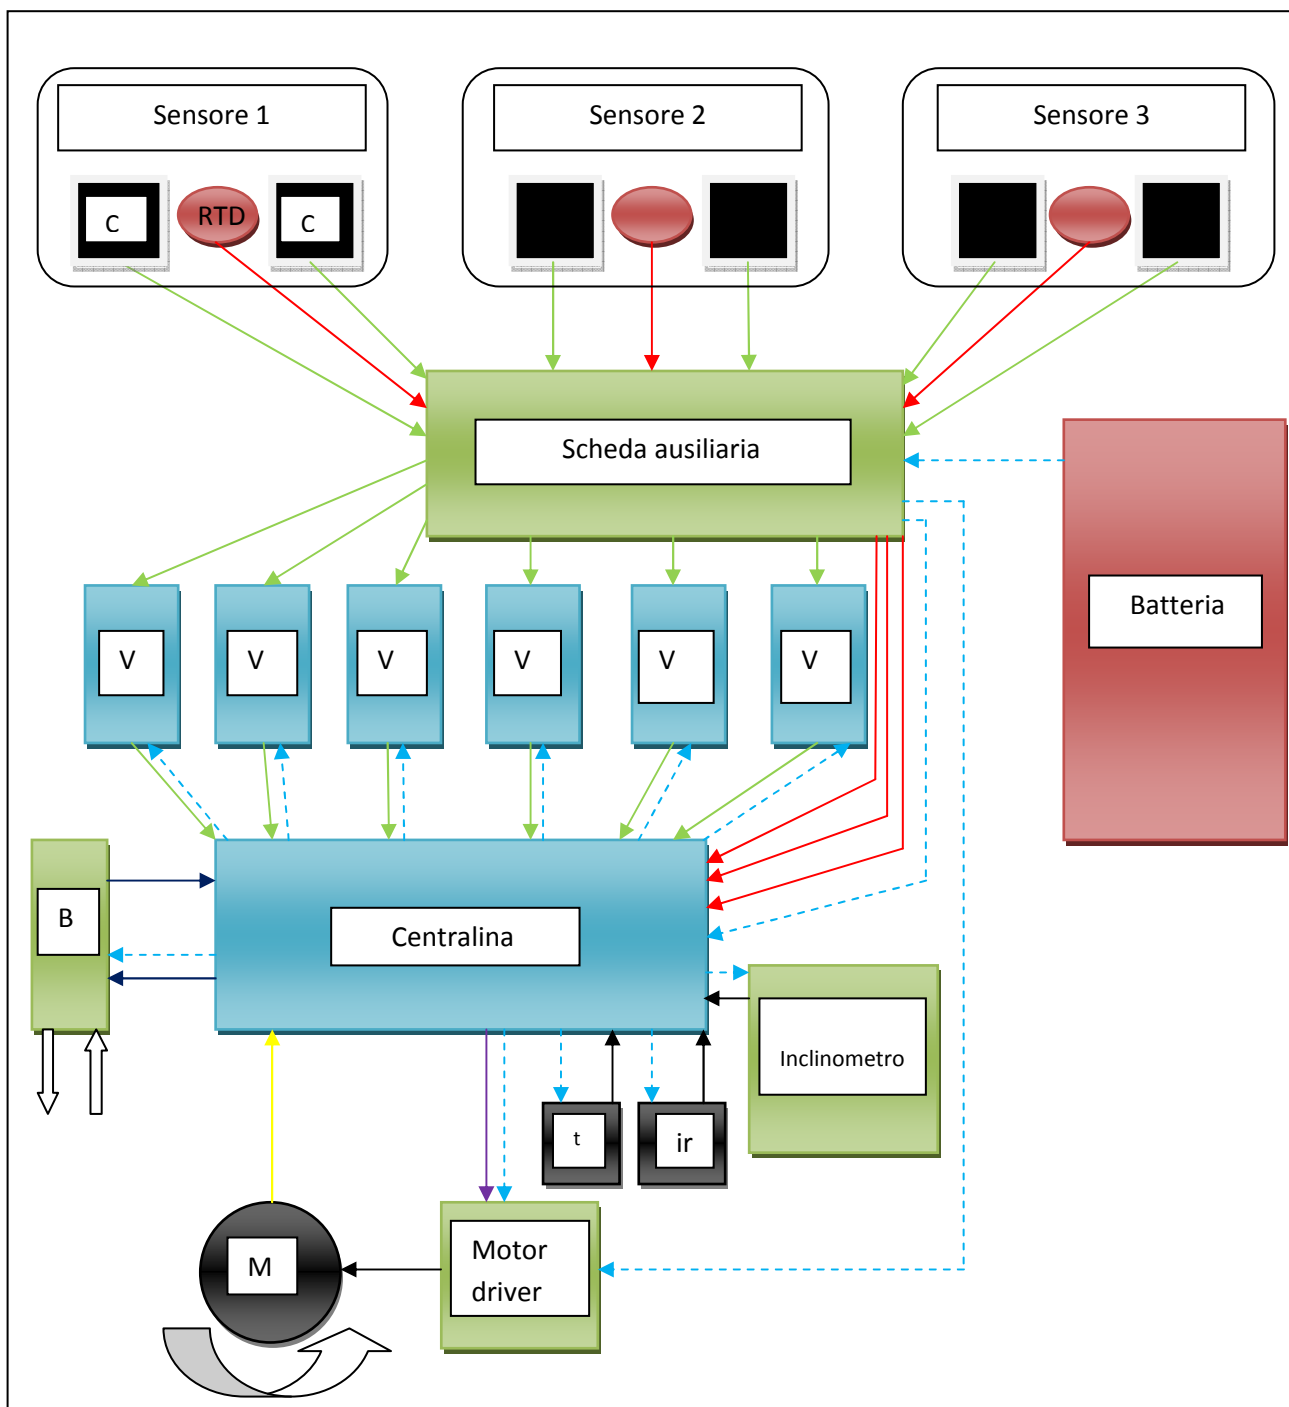 Sensore 1
Sensore 2
Sensore 3
C
RTD
C
Scheda ausiliaria
Batteria
V
V
V
V
V
V
B
Centralina
Inclinometro
t
ir
M
Motor
driver